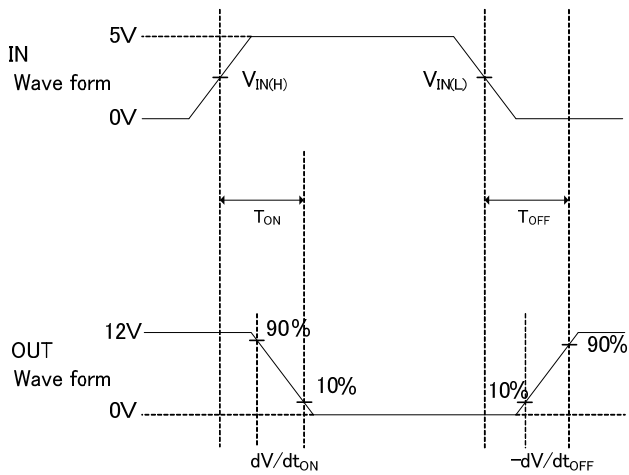 5V
IN
Wave form
V_IN(H)
V_IN(L)
0V
T_ON
T_OFF
12V
90%
90%
OUT
Wave form
10%
10%
0V
dV/dt_ON
-dV/dt_OFF